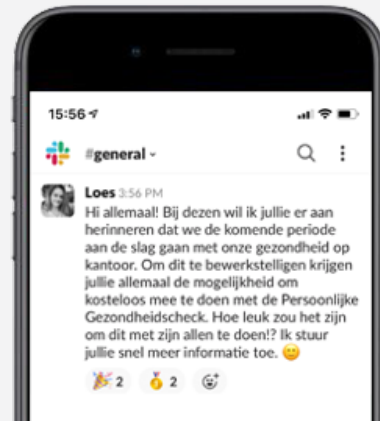 15:56
#general
Loes 3:56 PM
Hi allemaal! Bij dezen wil ik jullie er aan
herinneren dat we de komende periode
aan de slag gaan met onze gezondheid op
kantoor. Om dit te bewerkstelligen krijgen
jullie allemaal de mogelijkheid om
kosteloos mee te doen met de Persoonlijke
Gezondheidscheck. Hoe leuk zou het zijn
om dit met zijn allen te doen!? Ik stuur
jullie snel meer informatie toe. 🙂
🎉 2 🥇 2